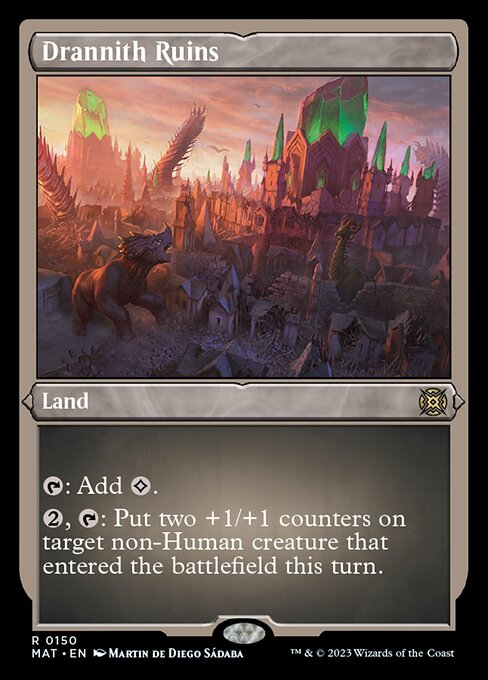 Drannith Ruins
Land
: Add .
2, : Put two +1/+1 counters on
target non-Human creature that
entered the battlefield this turn.
R 0150
MAT • EN Martin de Diego Sádaba
™ & © 2023 Wizards of the Coast